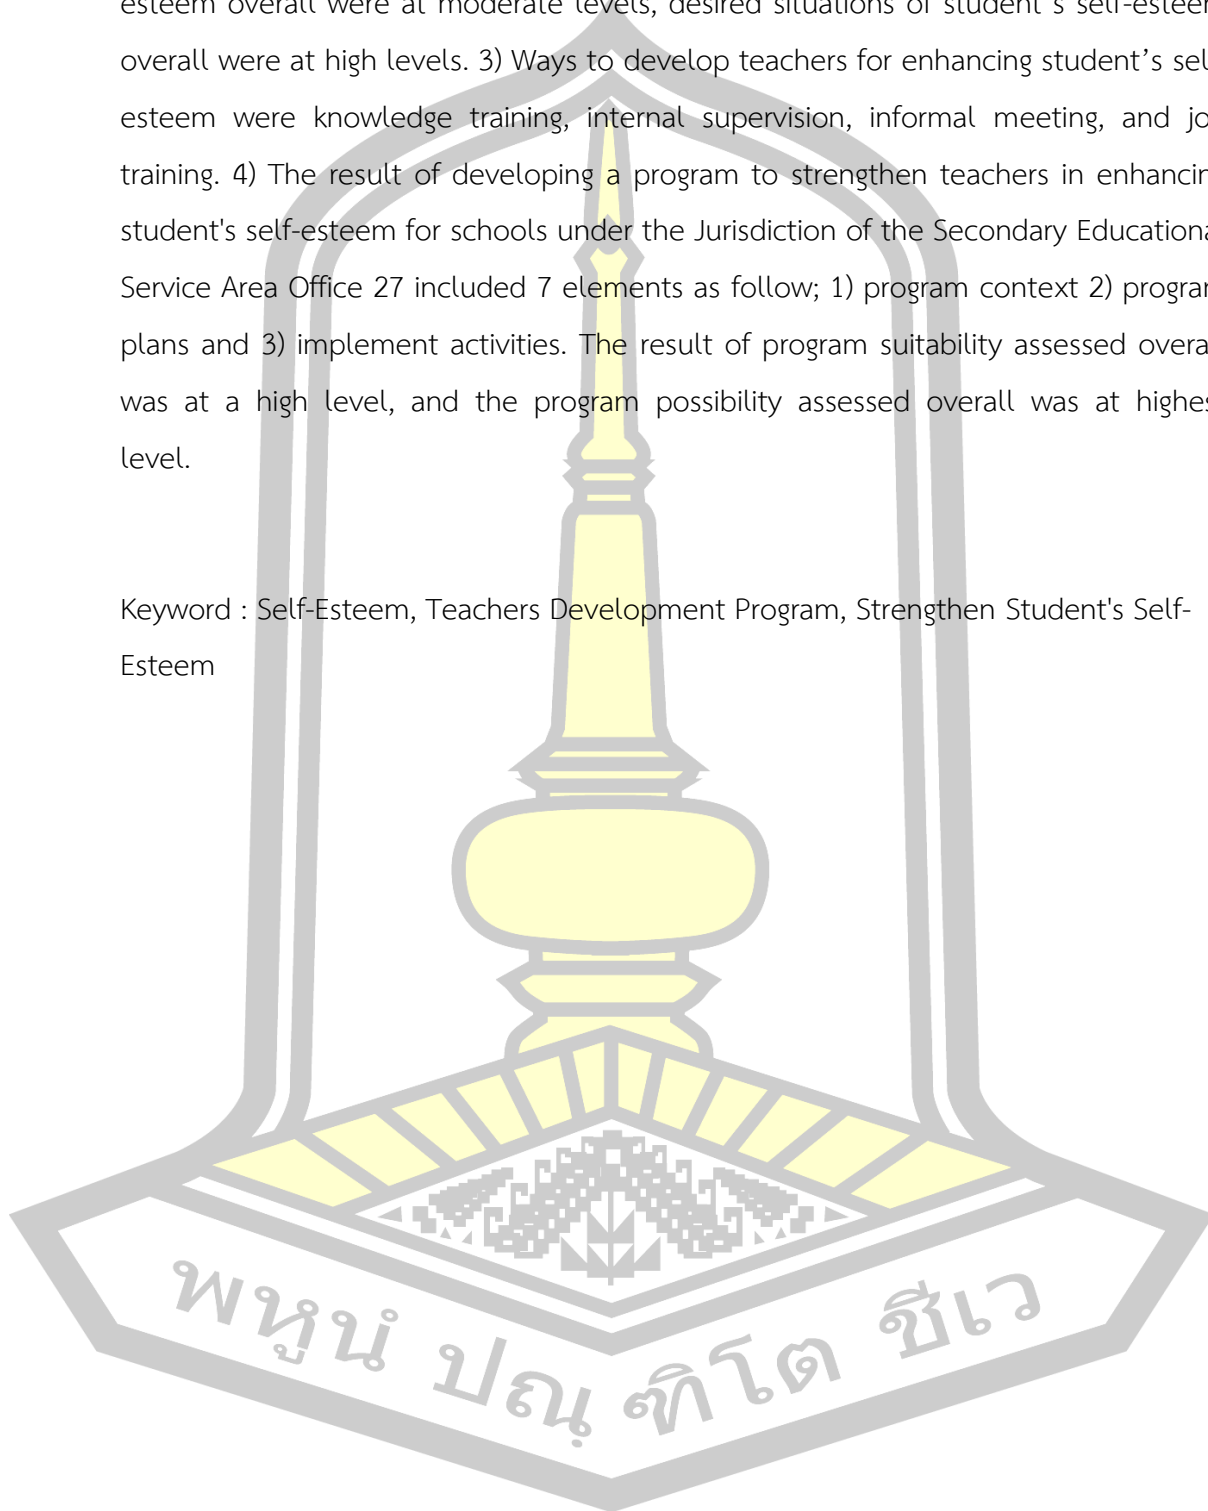 esteem overall were at moderate levels, desired situations of student's self-esteem
overall were at high levels. 3) Ways to develop teachers for enhancing student's sel
esteem were knowledge training, internal supervision, informal meeting, and jo
training. 4) The result of developing a program to strengthen teachers in enhancin
student's self-esteem for schools under the Jurisdiction of the Secondary Educationa
Service Area Office 27 included 7 elements as follow; 1) program context 2) program
plans and 3) implement activities. The result of program suitability assessed overal
was at a high level, and the program possibility assessed overall was at highes
level.
Keyword : Self-Esteem, Teachers Development Program, Strengthen Student's Self-
Esteem
พหูนํ ปณฺฑิโต ชีเว